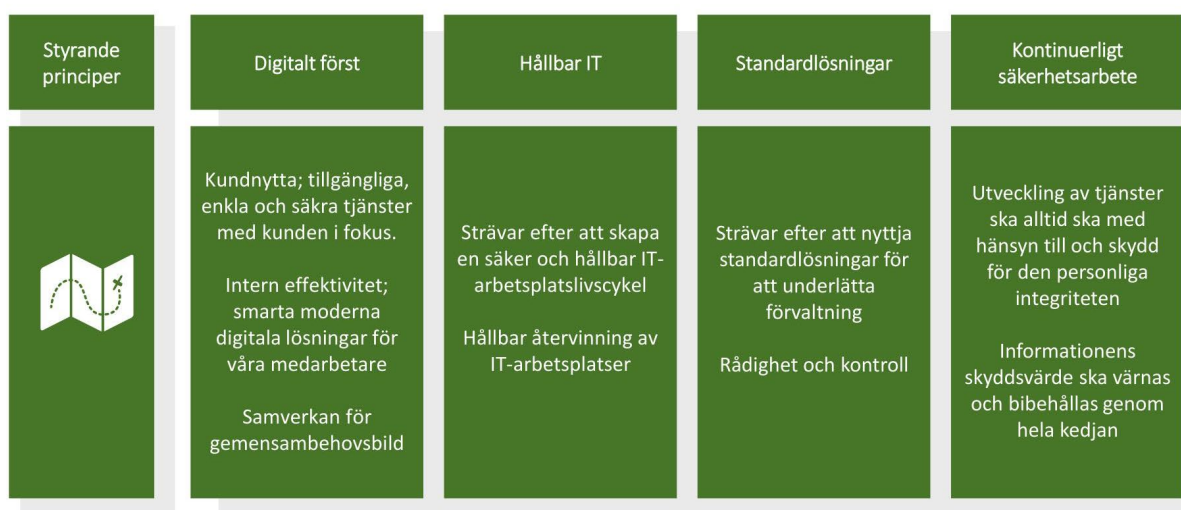 Styrande
principer
Digitalt först
Hållbar IT
Standardlösningar
Kontinuerligt
säkerhetsarbete
Kundnytta; tillgängliga,
enkla och säkra tjänster
med kunden i fokus.
Intern effektivitet;
smarta moderna
digitala lösningar för
våra medarbetare
Samverkan för
gemensambehovsbild
Strävar efter att skapa
en säker och hållbar IT-
arbetsplatslivscykel
Hållbar återvinning av
IT-arbetsplatser
Strävar efter att nyttja
standardlösningar för
att underlätta
förvaltning
Rådighet och kontroll
Utveckling av tjänster
ska alltid ska med
hänsyn till och skydd
för den personliga
integriteten
Informationens
skyddsvärde ska värnas
och bibehållas genom
hela kedjan